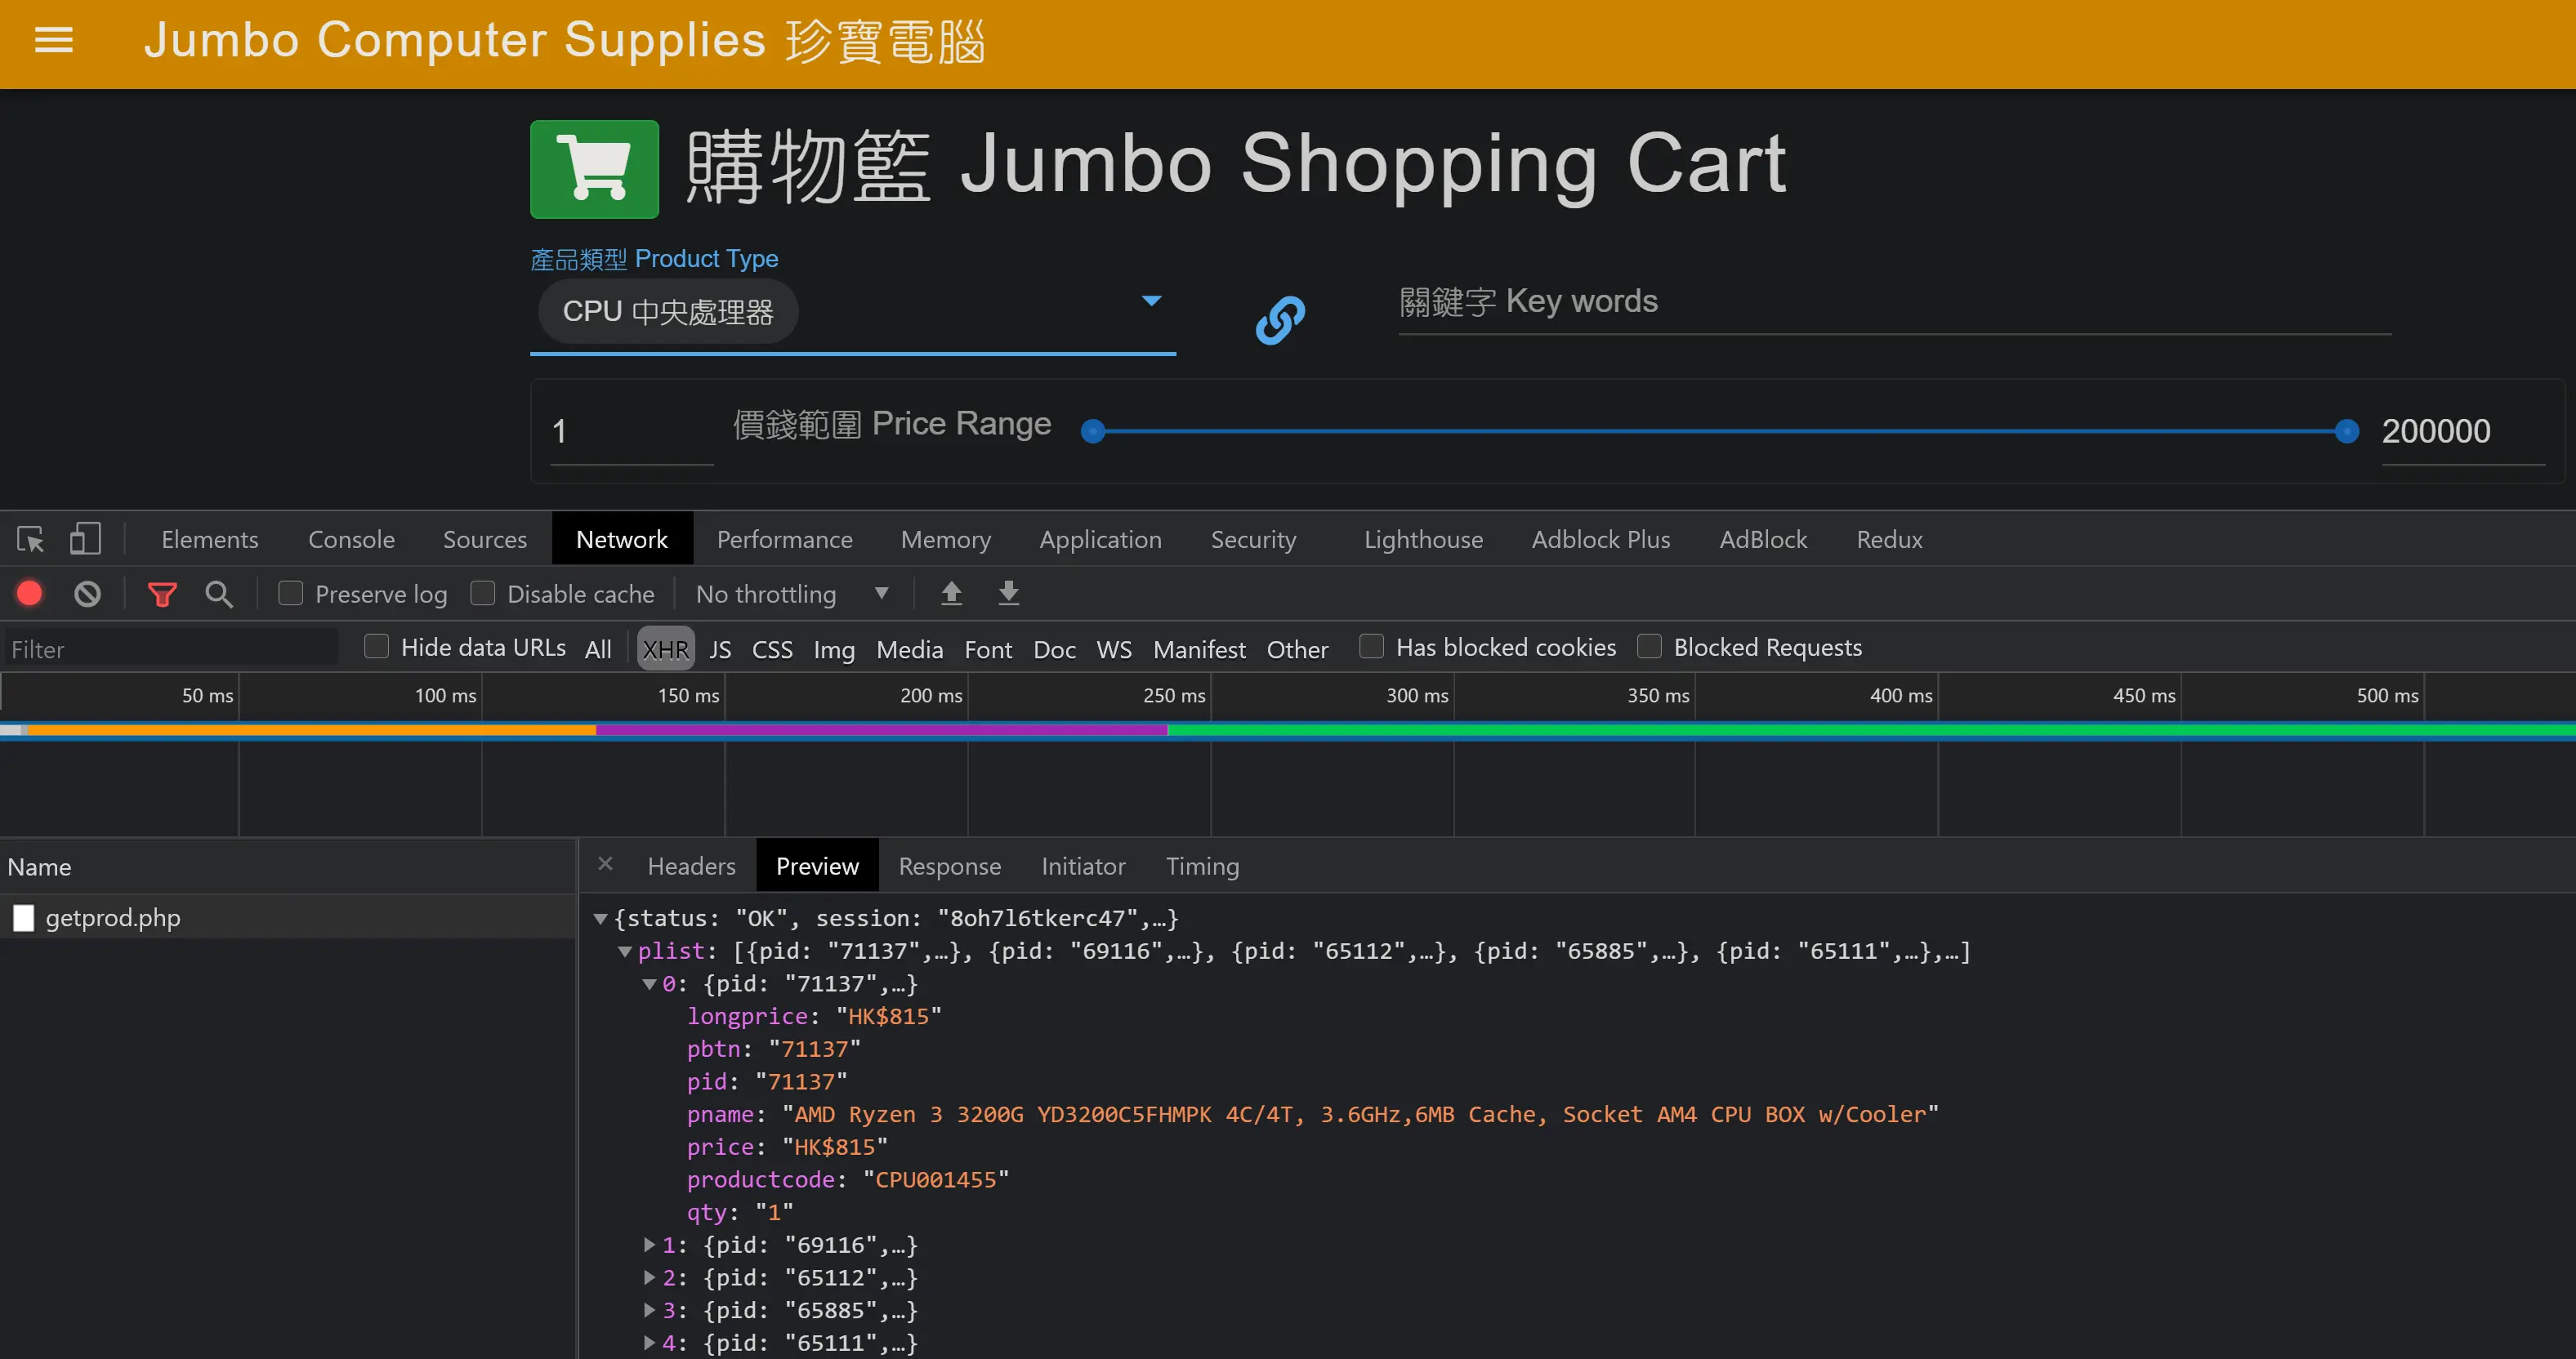 Jumbo Computer Supplies 珍寶電腦
購物籃 Jumbo Shopping Cart
產品類型 Product Type
CPU 中央處理器
關鍵字 Key words
1 價錢範圍 Price Range 200000
Elements Console Sources Network Performance Memory Application Security Lighthouse Adblock Plus AdBlock Redux
Preserve log Disable cache No throttling
Filter Hide data URLs All XHR JS CSS Img Media Font Doc WS Manifest Other Has blocked cookies Blocked Requests
50 ms 100 ms 150 ms 200 ms 250 ms 300 ms 350 ms 400 ms 450 ms 500 ms
Name
getprod.php
× Headers Preview Response Initiator Timing
{status: "OK", session: "8oh7l6tkerc47",…}
plist: [{pid: "71137",…}, {pid: "69116",…}, {pid: "65112",…}, {pid: "65885",…}, {pid: "65111",…},…]
0: {pid: "71137",…}
longprice: "HK$815"
pbtn: "71137"
pid: "71137"
pname: "AMD Ryzen 3 3200G YD3200C5FHMPK 4C/4T, 3.6GHz,6MB Cache, Socket AM4 CPU BOX w/Cooler"
price: "HK$815"
productcode: "CPU001455"
qty: "1"
1: {pid: "69116",…}
2: {pid: "65112",…}
3: {pid: "65885",…}
4: {pid: "65111",…}